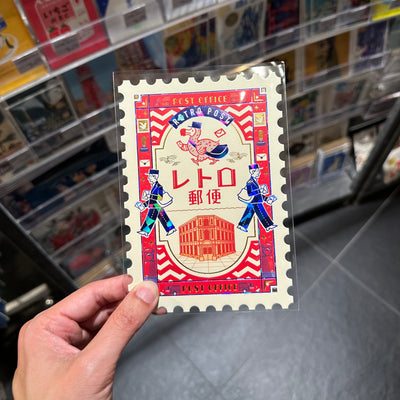 POST OFFICE
RETRO POST
レトロ
郵便
POST OFFICE